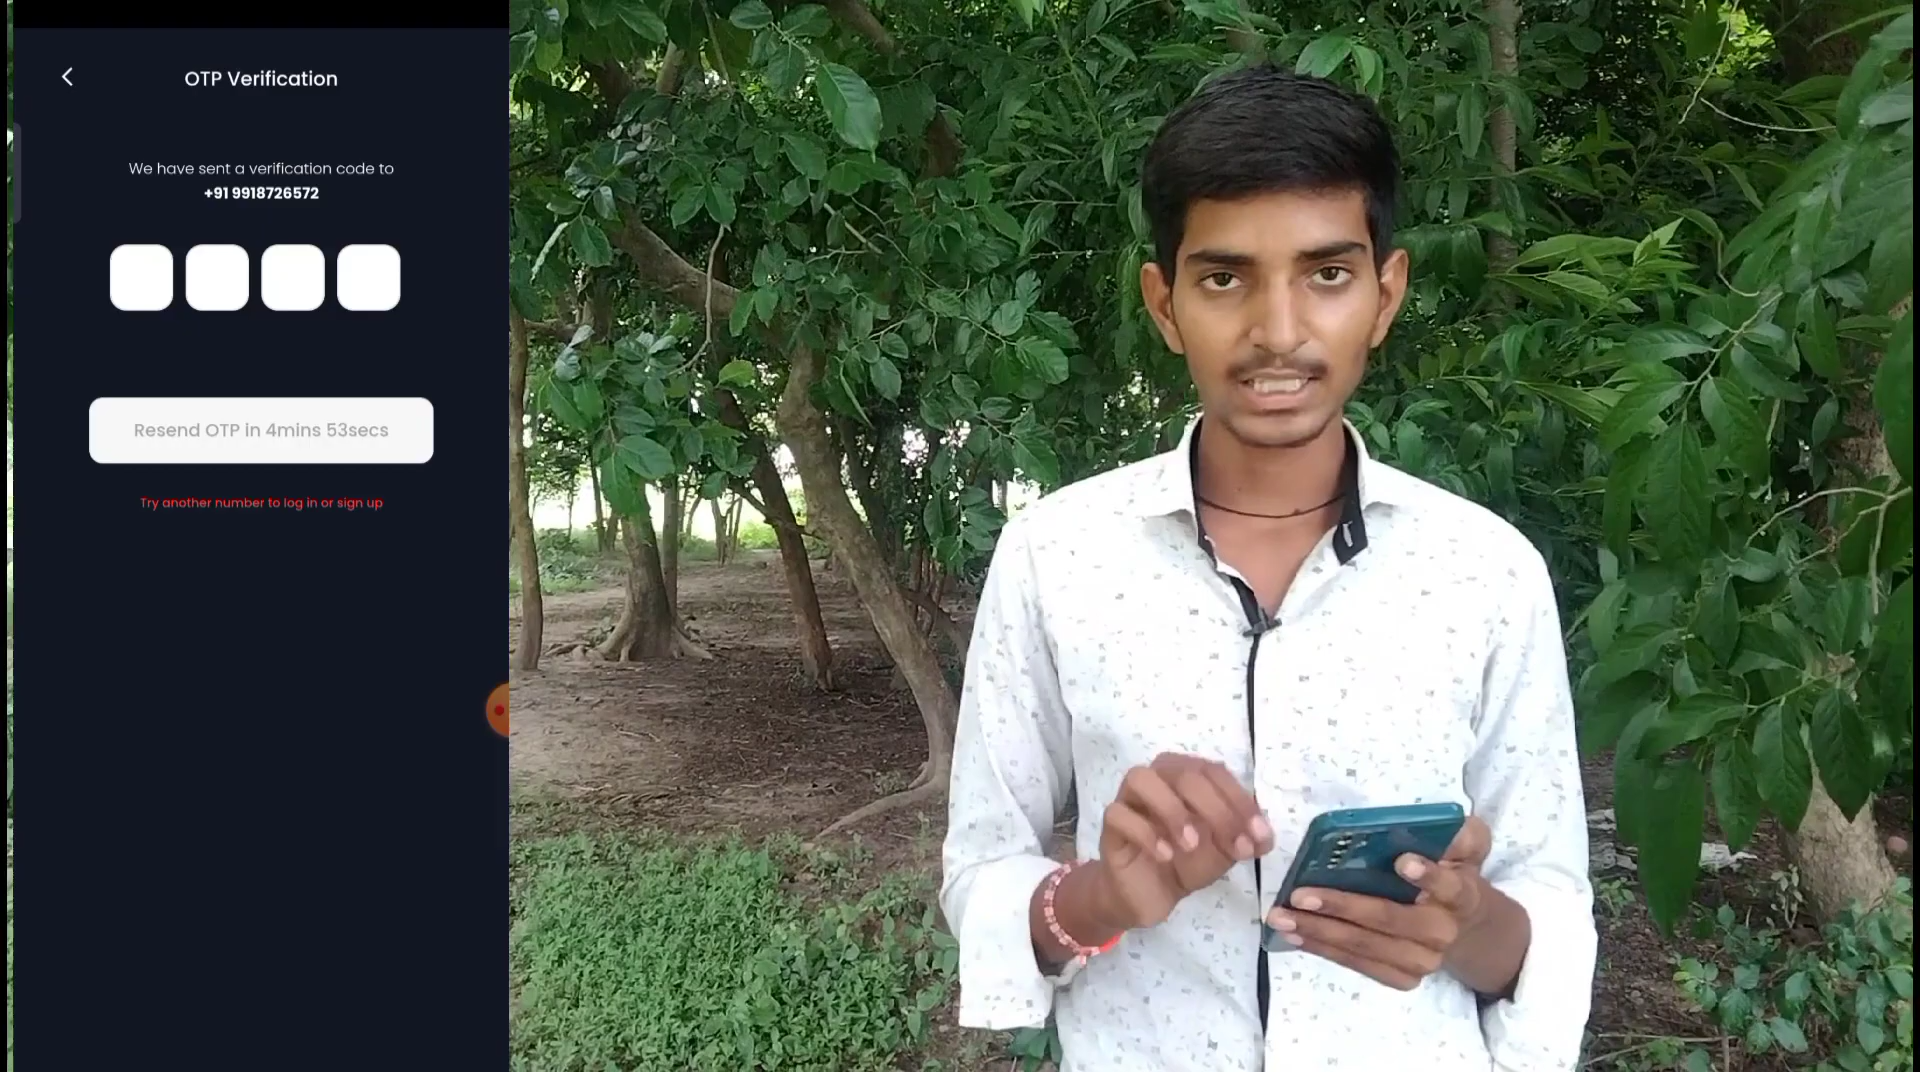 OTP Verification
We have sent a verification code to
+91 9918726572
Resend OTP in 4mins 53secs
Try another number to log in or sign up